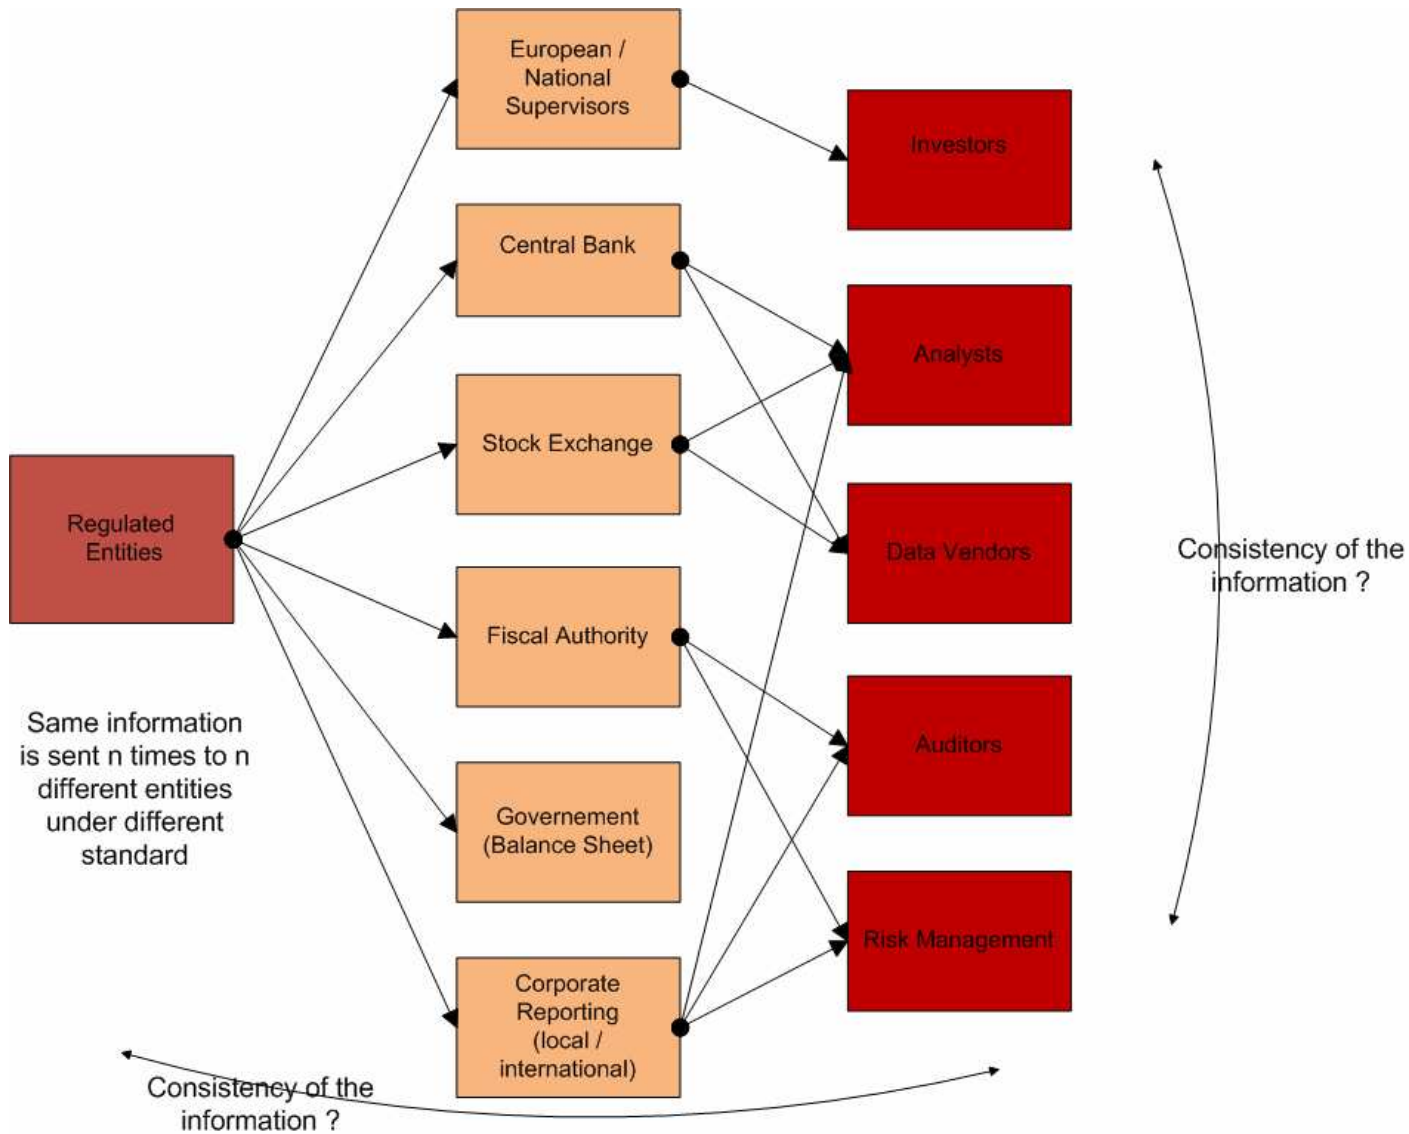 European /
National
Supervisors
Investors
Central Bank
Analysts
Stock Exchange
Regulated
Entities
Data Vendors
Consistency of the
information ?
Fiscal Authority
Same information
is sent n times to n
different entities
under different
standard
Auditors
Governement
(Balance Sheet)
Risk Management
Corporate
Reporting
(local /
international)
Consistency of the
information ?